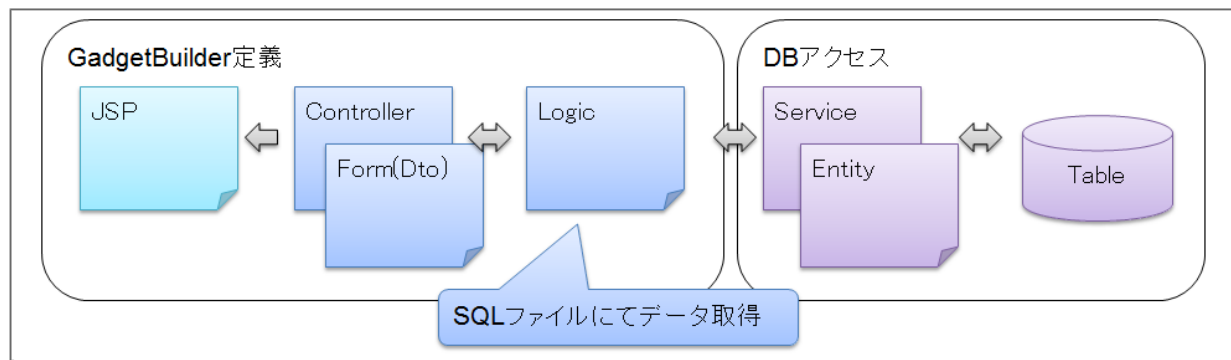 GadgetBuilder定義
DBアクセス
JSP
Controller
Form(Dto)
Logic
Service
Entity
Table
SQLファイルにてデータ取得